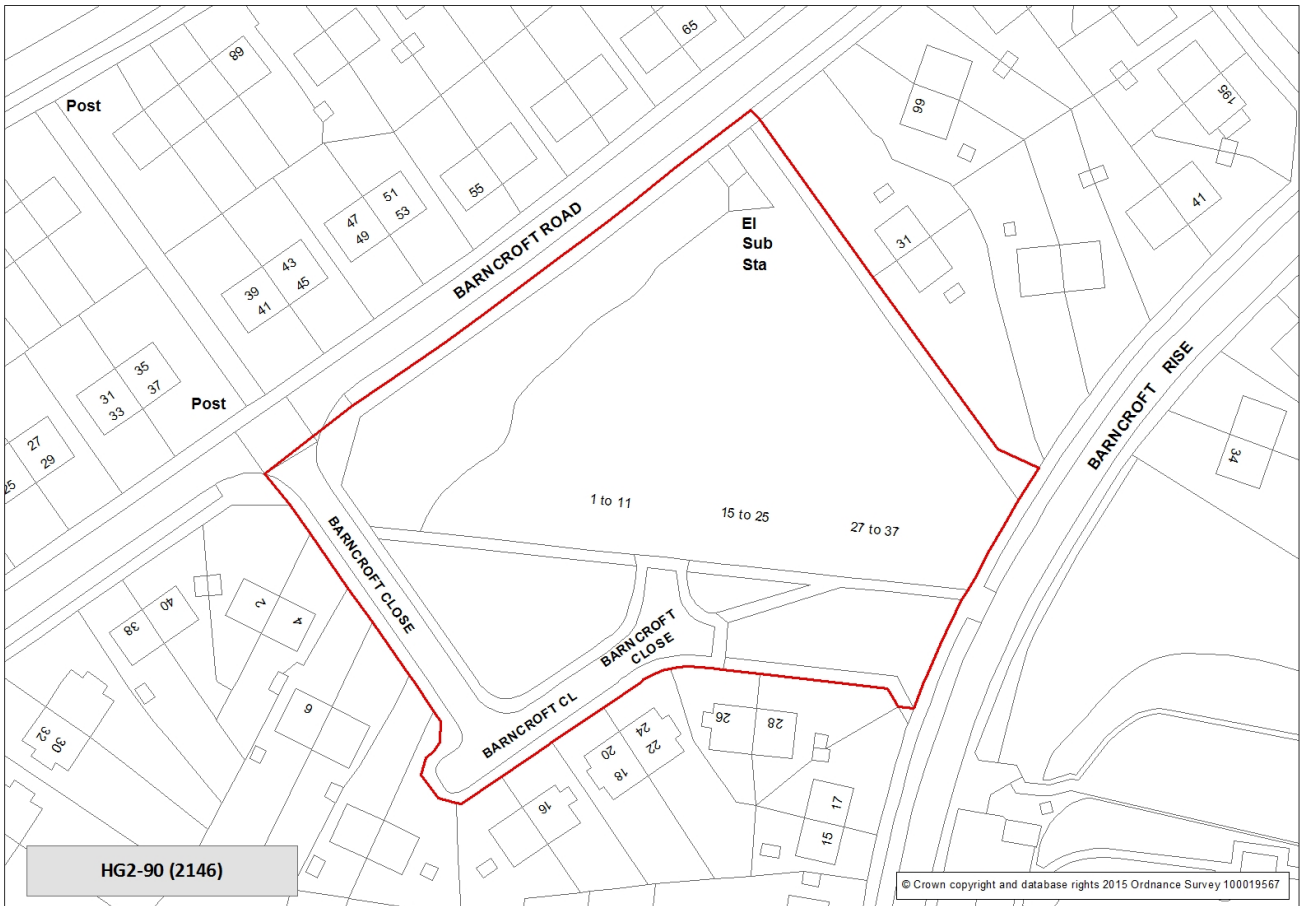 89
65
Post
99
195
51
47
53
49
55
BARNCROFT ROAD
El
Sub
Sta
31
41
43
39
45
41
35
31
37
33
Post
27
29
25
BARNCROFT RISE
34
1 to 11
15 to 25
27 to 37
BARNCROFT CLOSE
40
38
2
4
BARNCROFT
CLOSE
6
BARNCROFT CL
26
28
24
22
20
18
32
30
16
17
15
HG2-90 (2146)
© Crown copyright and database rights 2015 Ordnance Survey 100019567